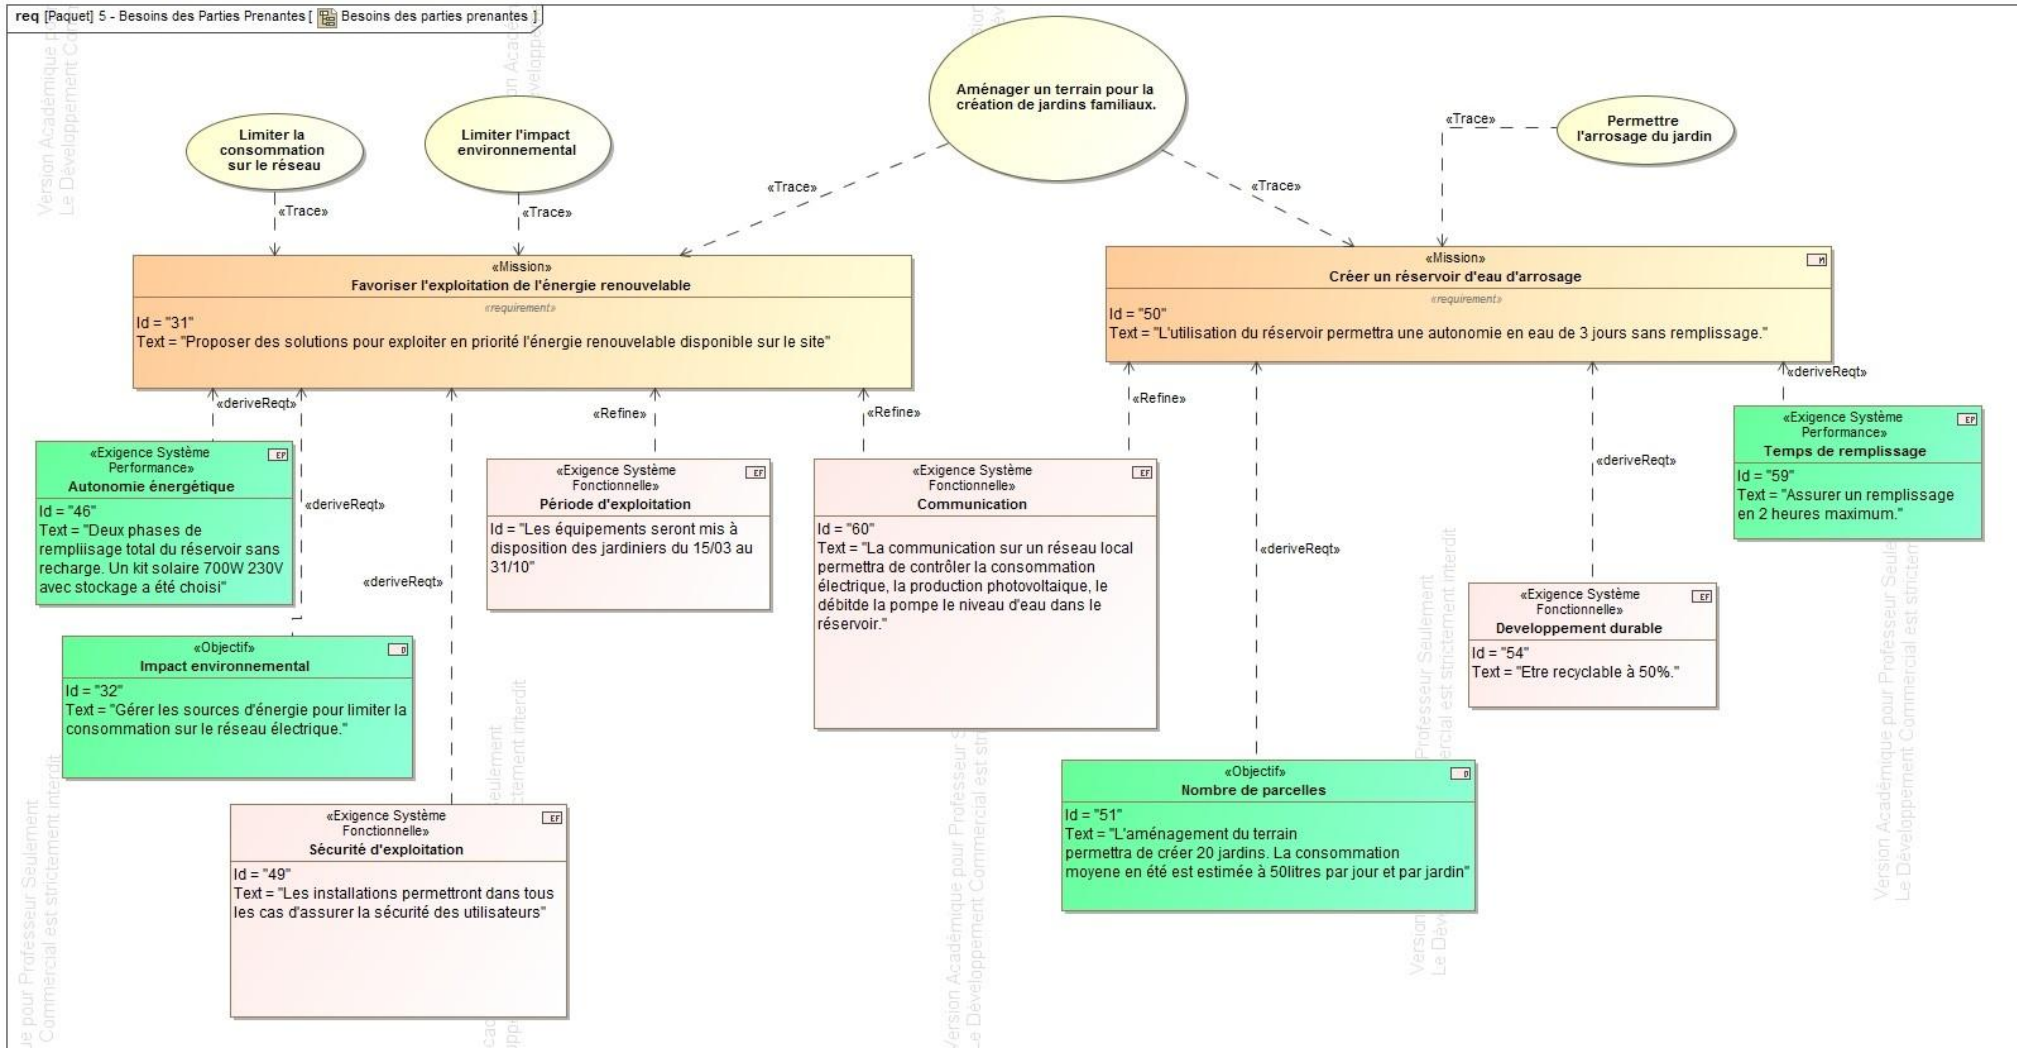 req [Paquet] 5 - Besoins des Parties Prenantes [ Besoins des parties prenantes ]
Aménager un terrain pour la
création de jardins familiaux.
Limiter la
consommation
sur le réseau
Limiter l'impact
environnemental
Permettre
l'arrosage du jardin
«Trace»
«Trace»
«Trace»
«Trace»
«Trace»
«Mission»
Favoriser l'exploitation de l'énergie renouvelable
«requirement»
Id = "31"
Text = "Proposer des solutions pour exploiter en priorité l'énergie renouvelable disponible sur le site"
«Mission»
M
Créer un réservoir d'eau d'arrosage
«requirement»
Id = "50"
Text = "L'utilisation du réservoir permettra une autonomie en eau de 3 jours sans remplissage."
«deriveReqt»
«deriveReqt»
«deriveReqt»
«Refine»
«Refine»
«Refine»
«deriveReqt»
«deriveReqt»
«deriveReqt»
«Exigence Système
Performance»
EP
Autonomie énergétique
Id = "46"
Text = "Deux phases de
rempliisage total du réservoir sans
recharge. Un kit solaire 700W 230V
avec stockage a été choisi"
«Objectif»
O
Impact environnemental
Id = "32"
Text = "Gérer les sources d'énergie pour limiter la
consommation sur le réseau électrique."
«Exigence Système
Fonctionnelle»
EF
Sécurité d'exploitation
Id = "49"
Text = "Les installations permettront dans tous
les cas d'assurer la sécurité des utilisateurs"
«Exigence Système
Fonctionnelle»
EF
Période d'exploitation
Id = "Les équipements seront mis à
disposition des jardiniers du 15/03 au
31/10"
«Exigence Système
Fonctionnelle»
EF
Communication
Id = "60"
Text = "La communication sur un réseau local
permettra de contrôler la consommation
électrique, la production photovoltaique, le
débitde la pompe le niveau d'eau dans le
réservoir."
«Objectif»
O
Nombre de parcelles
Id = "51"
Text = "L'aménagement du terrain
permettra de créer 20 jardins. La consommation
moyene en été est estimée à 50litres par jour et par jardin"
«Exigence Système
Fonctionnelle»
EF
Developpement durable
Id = "54"
Text = "Etre recyclable à 50%."
«Exigence Système
Performance»
EP
Temps de remplissage
Id = "59"
Text = "Assurer un remplissage
en 2 heures maximum."